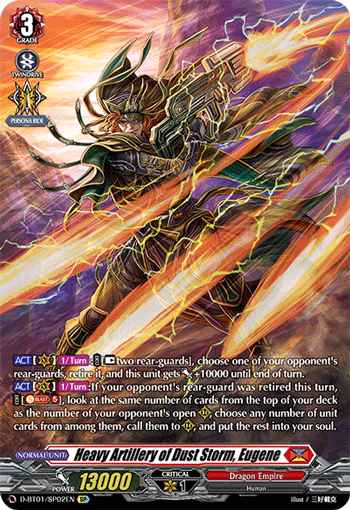 3
GRADE
TWINDRIVE
PERSONA RIDE
ACT 1/Turn : two rear-guards], choose one of your opponent's
rear-guards, retire it, and this unit gets +10000 until end of turn.
ACT 1/Turn :If your opponent's rear-guard was retired this turn,
look at the same number of cards from the top of your deck
as the number of your opponent's open , choose any number of unit
cards from among them, call them to , and put the rest into your soul.
NORMAL UNIT Heavy Artillery of Dust Storm, Eugene
POWER 13000 CRITICAL 1 Dragon Empire
Human
D-BT01/SP02EN SP illust / 三好載克